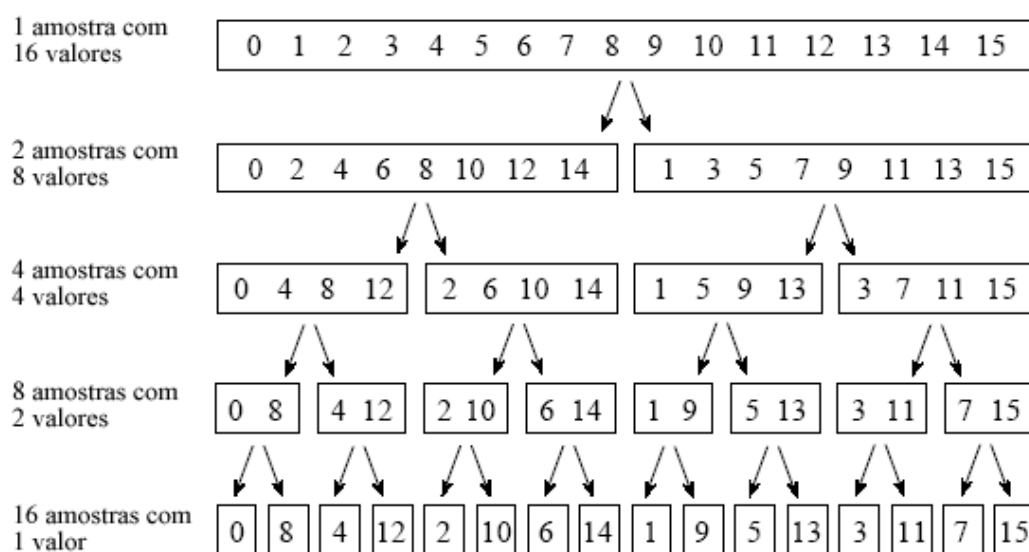 1 amostra com
16 valores
0 1 2 3 4 5 6 7 8 9 10 11 12 13 14 15
2 amostras com
8 valores
0 2 4 6 8 10 12 14 1 3 5 7 9 11 13 15
4 amostras com
4 valores
0 4 8 12 2 6 10 14 1 5 9 13 3 7 11 15
8 amostras com
2 valores
0 8 4 12 2 10 6 14 1 9 5 13 3 11 7 15
16 amostras com
1 valor
0 8 4 12 2 10 6 14 1 9 5 13 3 11 7 15